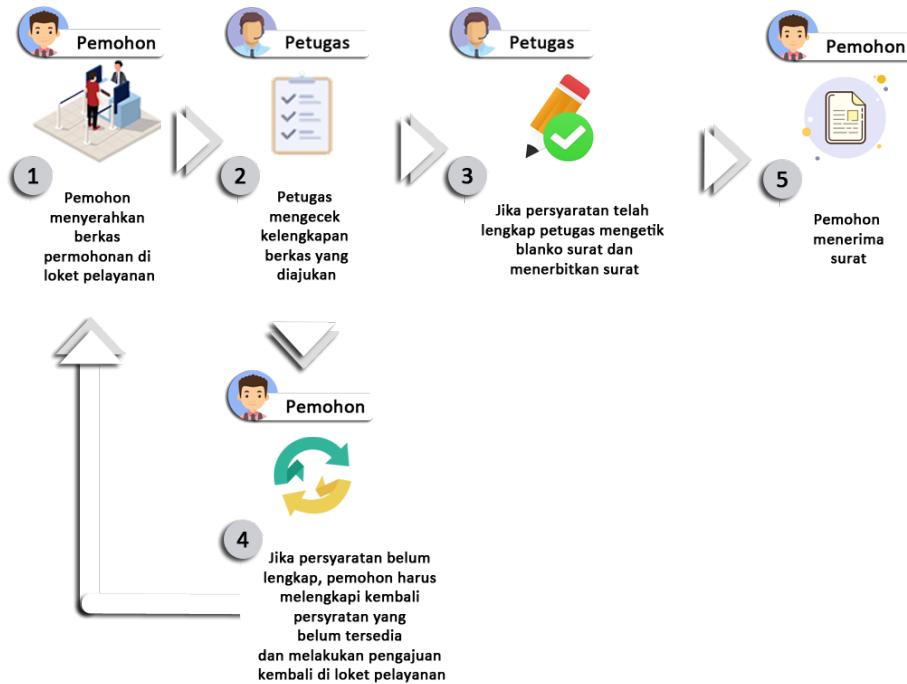 Pemohon
1
Pemohon
menyerahkan
berkas
permohonan di
loket pelayanan
Petugas
2
Petugas
mengecek
kelengkapan
berkas yang
diajukan
Petugas
3
Jika persyaratan telah
lengkap petugas mengetik
blanko surat dan
menerbitkan surat
Pemohon
5
Pemohon
menerima
surat
Pemohon
4
Jika persyaratan belum
lengkap, pemohon harus
melengkapi kembali
persyratan yang
belum tersedia
dan melakukan pengajuan
kembali di loket pelayanan